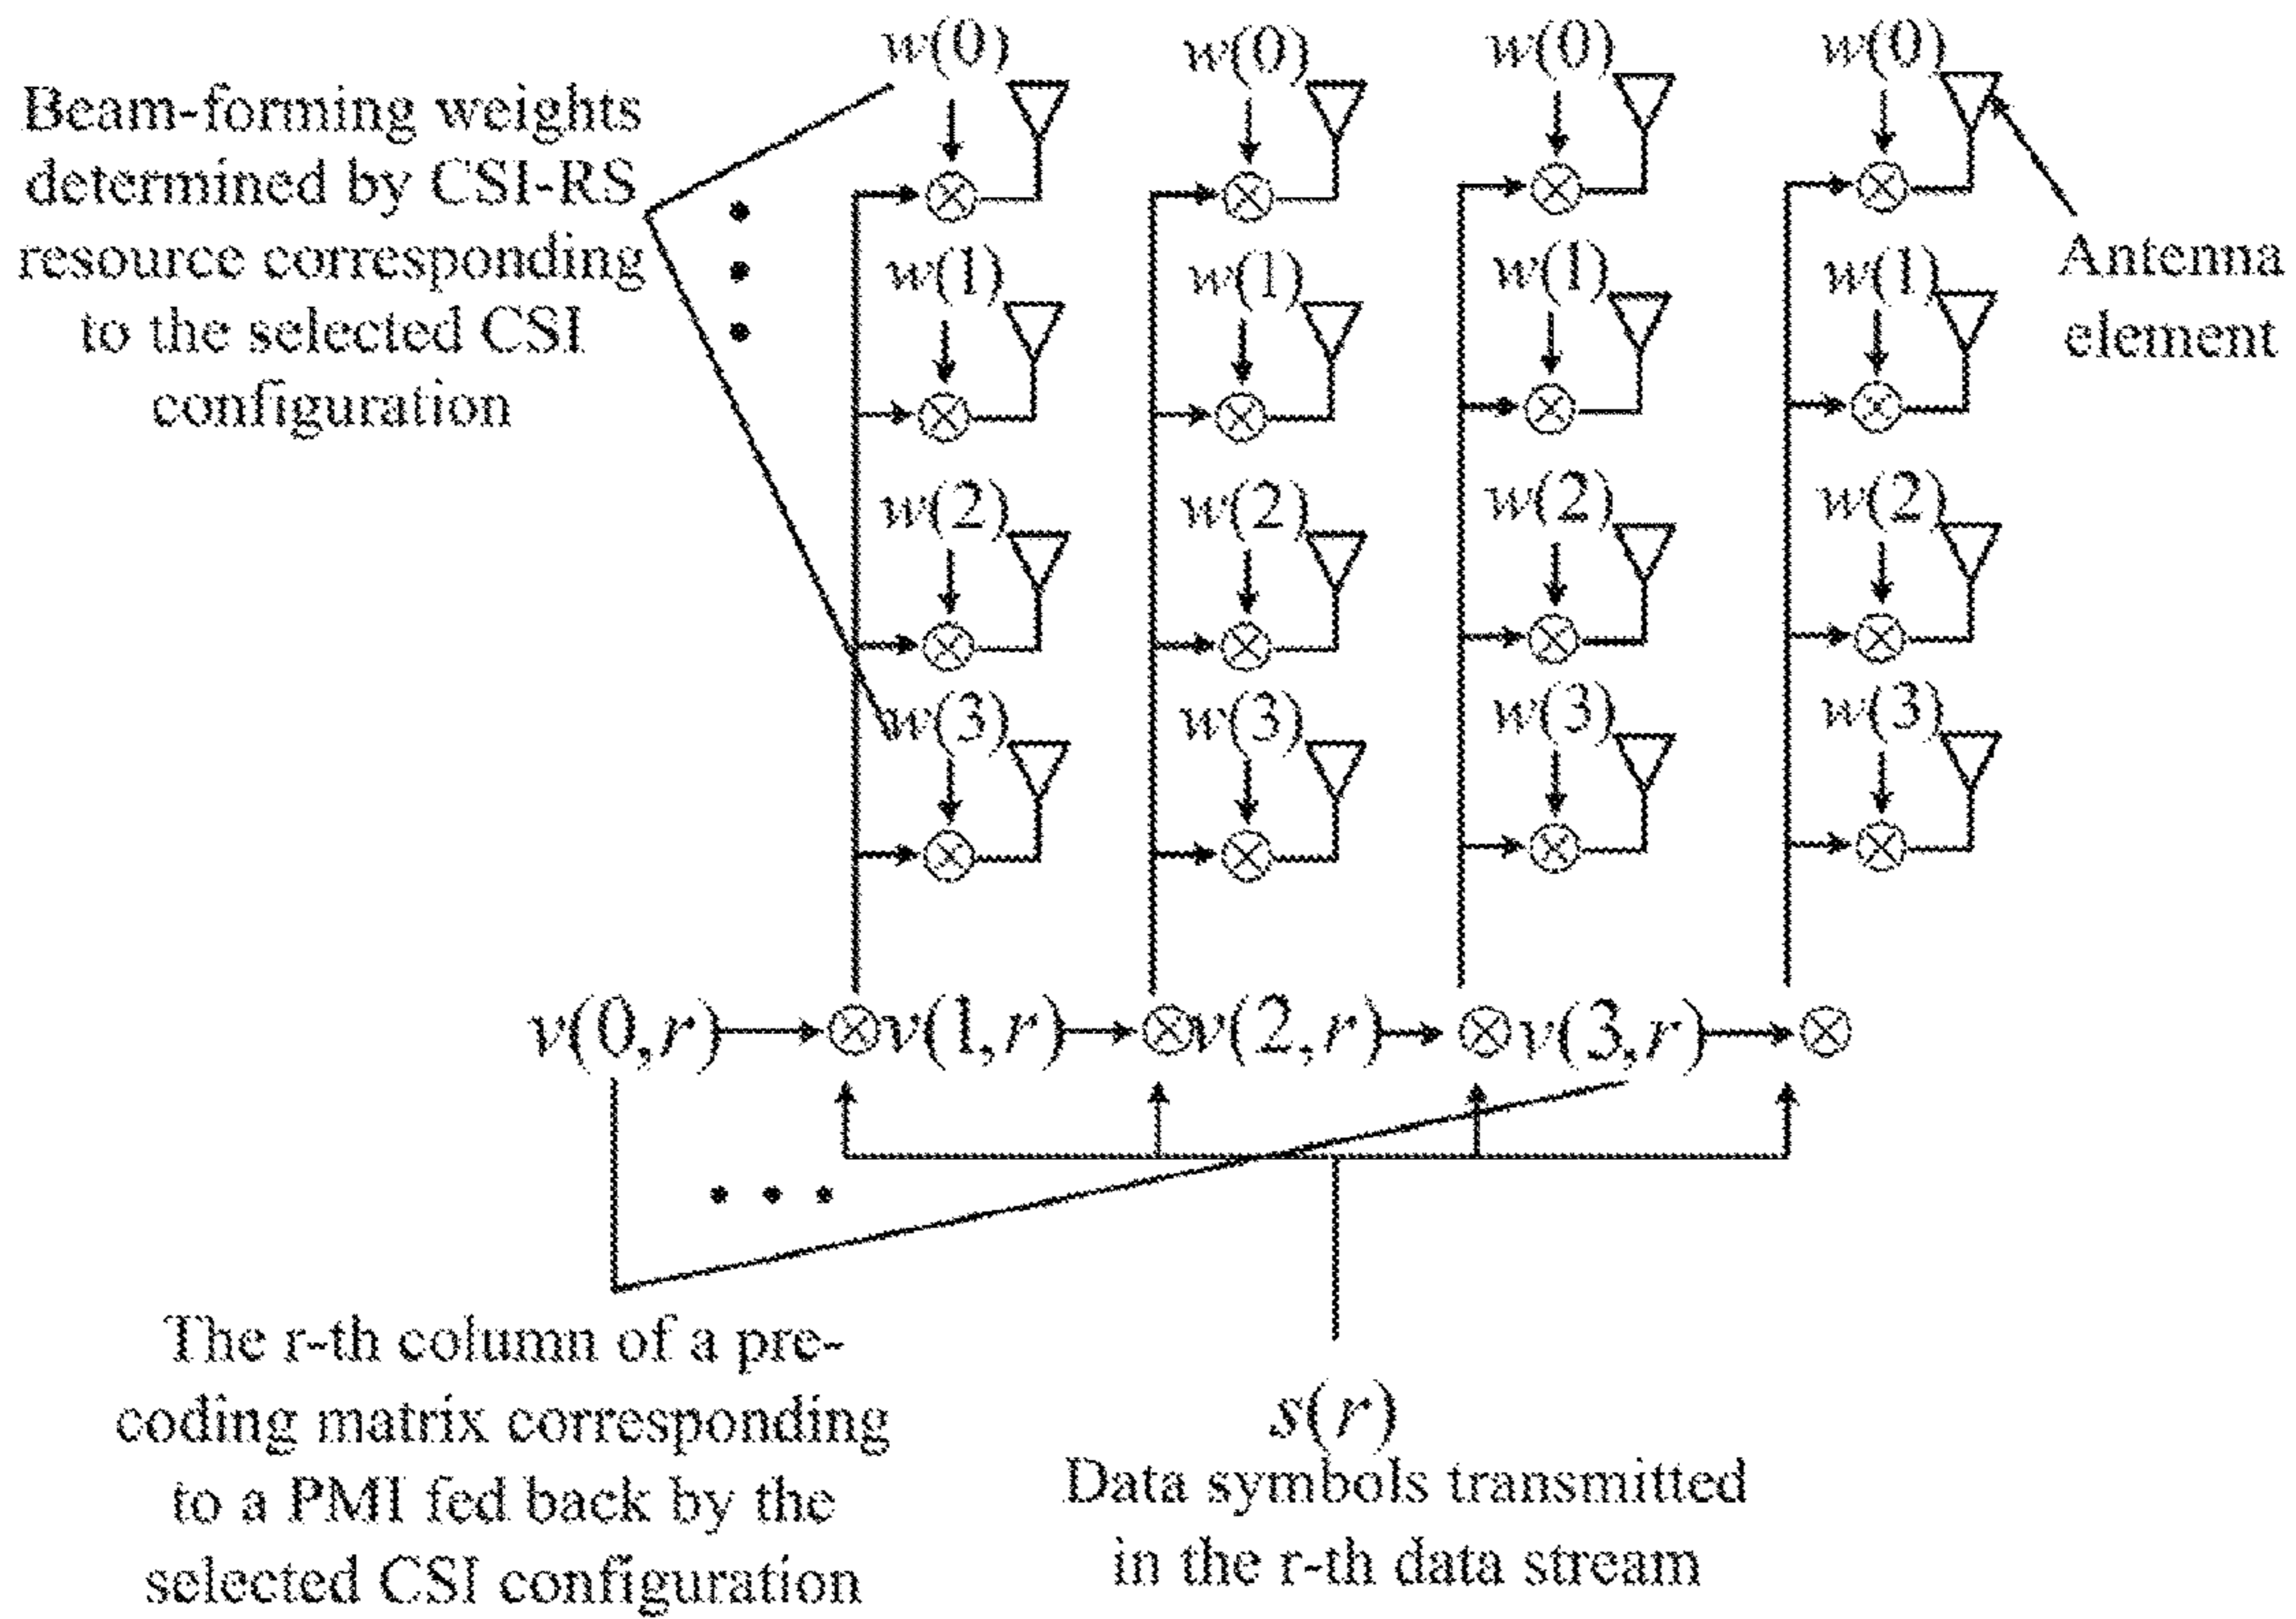 w(0) w(0) w(0) w(0)
Beam-forming weights
determined by CSI-RS
resource corresponding
to the selected CSI
configuration
Antenna
element
w(1) w(1) w(1) w(1)
w(2) w(2) w(2) w(2)
w(3) w(3) w(3) w(3)
v(0,r) v(1,r) v(2,r) v(3,r)
The r-th column of a pre-
coding matrix corresponding
to a PMI fed back by the
selected CSI configuration
s(r)
Data symbols transmitted
in the r-th data stream